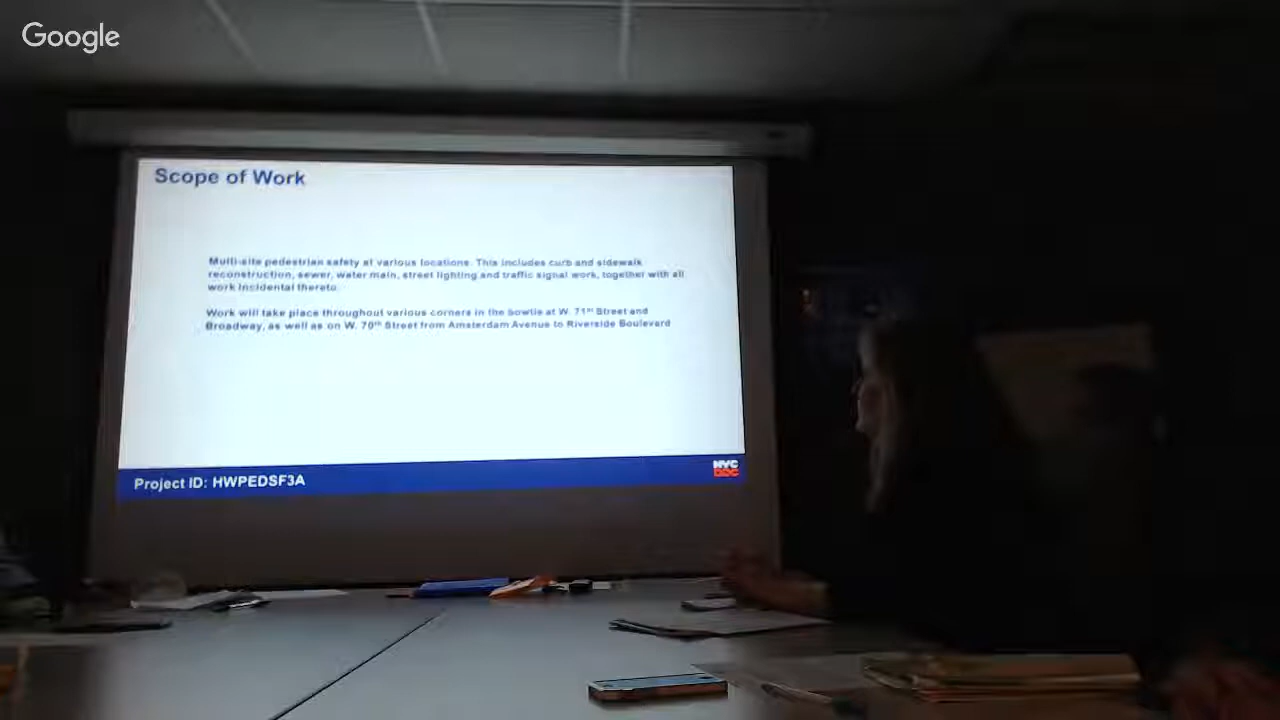 Google
Scope of Work
Multi-site pedestrian safety at various locations. This includes curb and sidewalk
reconstruction, sewer, water main, street lighting and traffic signal work, together with all
work incidental thereto.
Work will take place throughout various corners in the bowtie at W. 71st Street and
Broadway, as well as on W. 70th Street from Amsterdam Avenue to Riverside Boulevard
Project ID: HWPEDSF3A
NYC
DDC